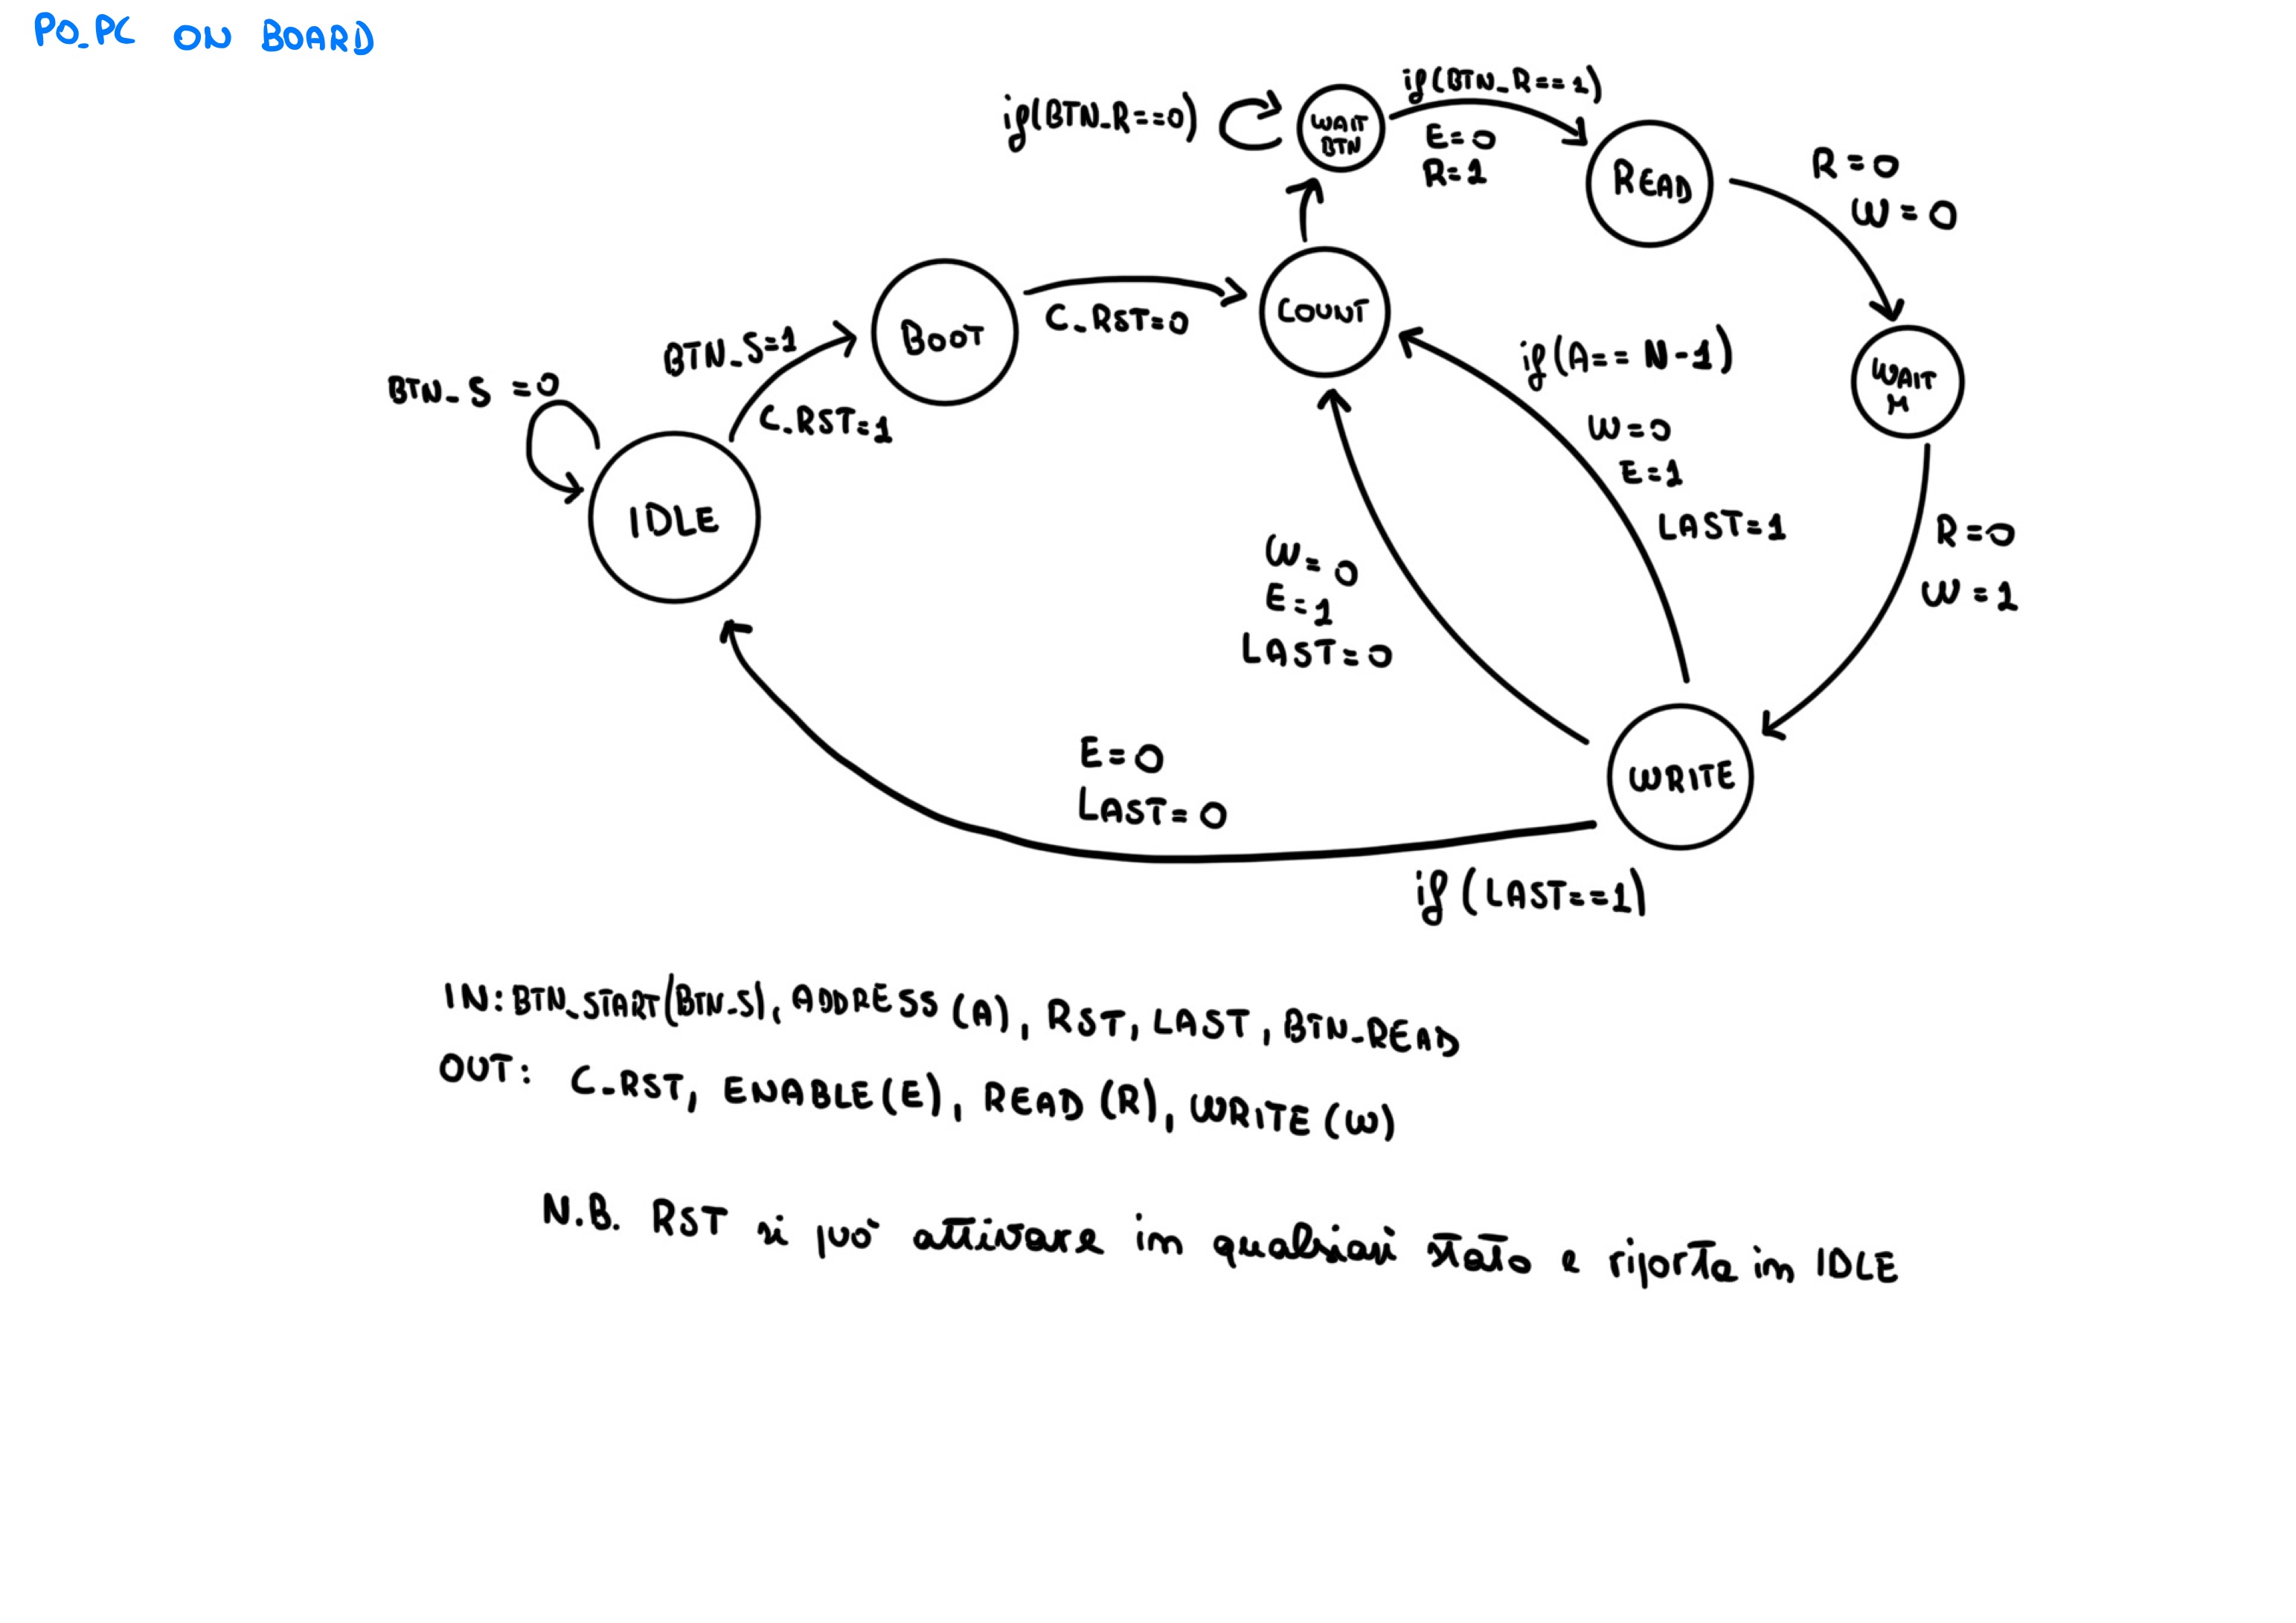 PO_PC ON BOARD
if(BTN_R==0)
WAIT
BTN
if(BTN_R==1)
E=0
R=1
READ
R=0
W=0
BTN_S=0
IDLE
BTN_S=1
C_RST=1
BOOT
C_RST=0
COUNT
if(A==N-1)
W=0
E=1
LAST=1
WAIT
M
R=0
W=1
W=0
E=1
LAST=0
WRITE
E=0
LAST=0
if(LAST==1)
IN: BTN_START(BTN_S), ADDRESS (A), RST, LAST, BTN_READ
OUT: C_RST, ENABLE(E), READ (R), WRITE (W)
N.B. RST si può attivare in qualsiasi stato e riporta in IDLE